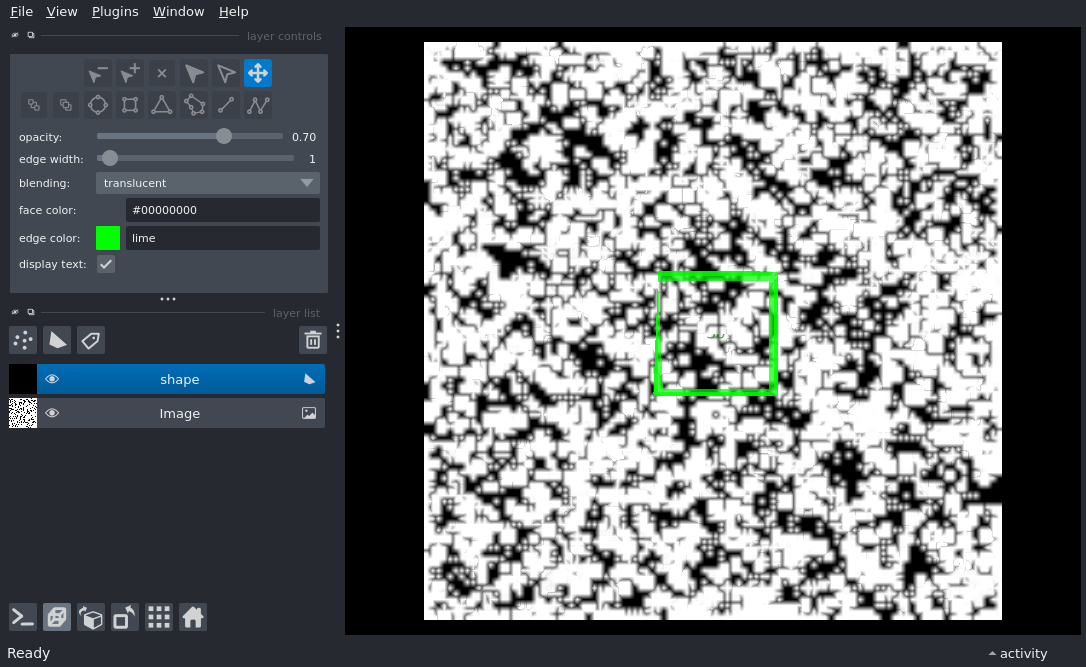 File View Plugins Window Help
layer controls
opacity: 0.70
edge width: 1
blending: translucent
face color: #00000000
edge color: lime
display text:
layer list
shape
Image
Ready
activity